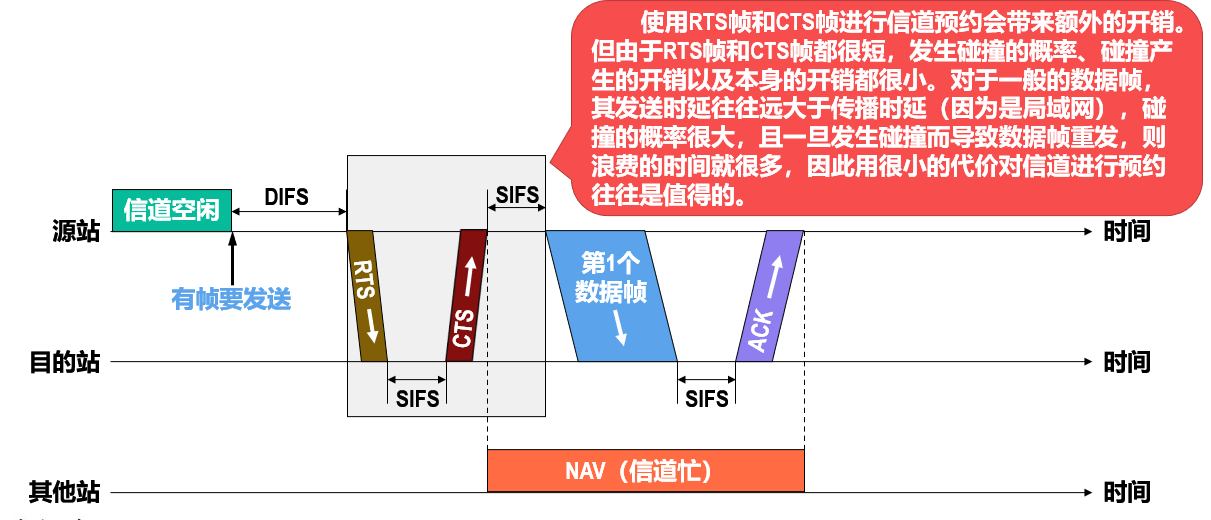 使用RTS帧和CTS帧进行信道预约会带来额外的开销。
但由于RTS帧和CTS帧都很短，发生碰撞的概率、碰撞产
生的开销以及本身的开销都很小。对于一般的数据帧，
其发送时延往往远大于传播时延（因为是局域网），碰
撞的概率很大，且一旦发生碰撞而导致数据帧重发，则
浪费的时间就很多，因此用很小的代价对信道进行预约
往往是值得的。
信道空闲
DIFS
SIFS
源站
时间
有帧要发送
RTS
CTS
第1个
数据帧
ACK
目的站
时间
SIFS
SIFS
NAV（信道忙）
其他站
时间